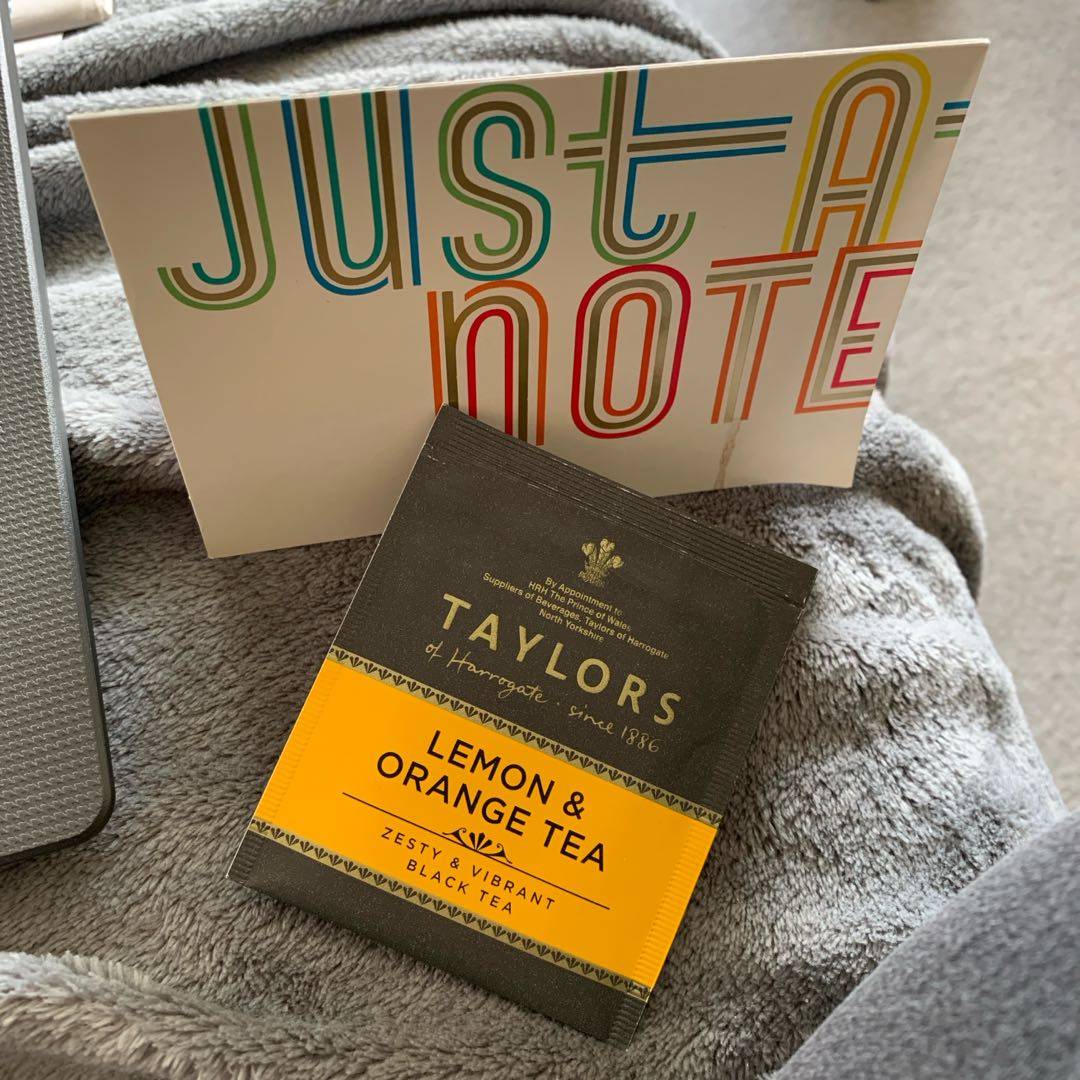 Just-A-
NOTE
By Appointment to
HRH The Prince of Wales
Suppliers of Beverages, Taylors of Harrogate
North Yorkshire
TAYLORS
of Harrogate · since 1886
LEMON &
ORANGE TEA
ZESTY & VIBRANT
BLACK TEA